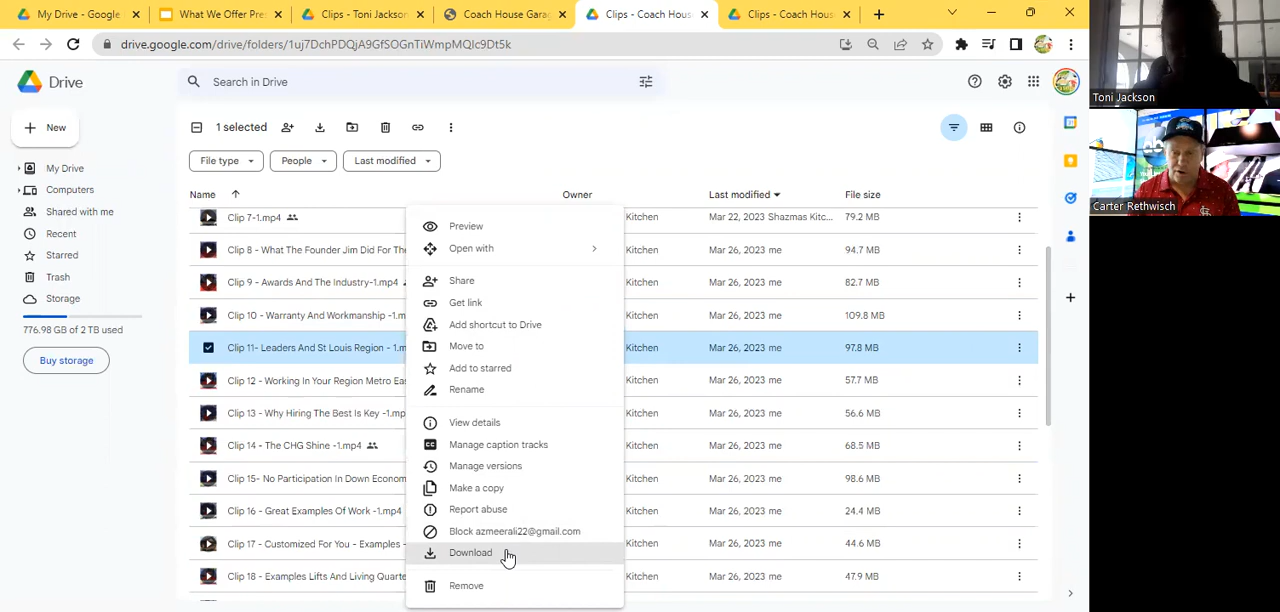 My Drive - Google
What We Offer Pre
Clips - Toni Jackson
Coach House Garag
Clips - Coach Hous
Clips - Coach Hous
drive.google.com/drive/folders/1uj7DchPDQjA9GfSOGnTiWmpMQlc9Dt5k
Drive
Search in Drive
New
1 selected
File type
People
Last modified
My Drive
Computers
Shared with me
Recent
Starred
Trash
Storage
776.98 GB of 2 TB used
Buy storage
Name
Owner
Last modified
File size
Clip 7-1.mp4
Kitchen
Mar 22, 2023 Shazmas Kitc...
79.2 MB
Clip 8 - What The Founder Jim Did For The
Kitchen
Mar 26, 2023 me
94.7 MB
Clip 9 - Awards And The Industry-1.mp4
Kitchen
Mar 26, 2023 me
82.7 MB
Clip 10 - Warranty And Workmanship -1.m
Kitchen
Mar 26, 2023 me
109.8 MB
Clip 11- Leaders And St Louis Region - 1.m
Kitchen
Mar 26, 2023 me
97.8 MB
Clip 12 - Working In Your Region Metro Eas
Kitchen
Mar 26, 2023 me
57.7 MB
Clip 13 - Why Hiring The Best Is Key -1.mp
Kitchen
Mar 26, 2023 me
56.6 MB
Clip 14 - The CHG Shine -1.mp4
Kitchen
Mar 26, 2023 me
68.5 MB
Clip 15- No Participation In Down Econom
Kitchen
Mar 26, 2023 me
98.6 MB
Clip 16 - Great Examples Of Work -1.mp4
Kitchen
Mar 26, 2023 me
24.4 MB
Clip 17 - Customized For You - Examples -
Kitchen
Mar 26, 2023 me
44.6 MB
Clip 18 - Examples Lifts And Living Quarte
Kitchen
Mar 26, 2023 me
47.9 MB
Preview
Open with
Share
Get link
Add shortcut to Drive
Move to
Add to starred
Rename
View details
CC Manage caption tracks
Manage versions
Make a copy
Report abuse
Block azmeerali22@gmail.com
Download
Remove
Toni Jackson
Carter Rethwisch